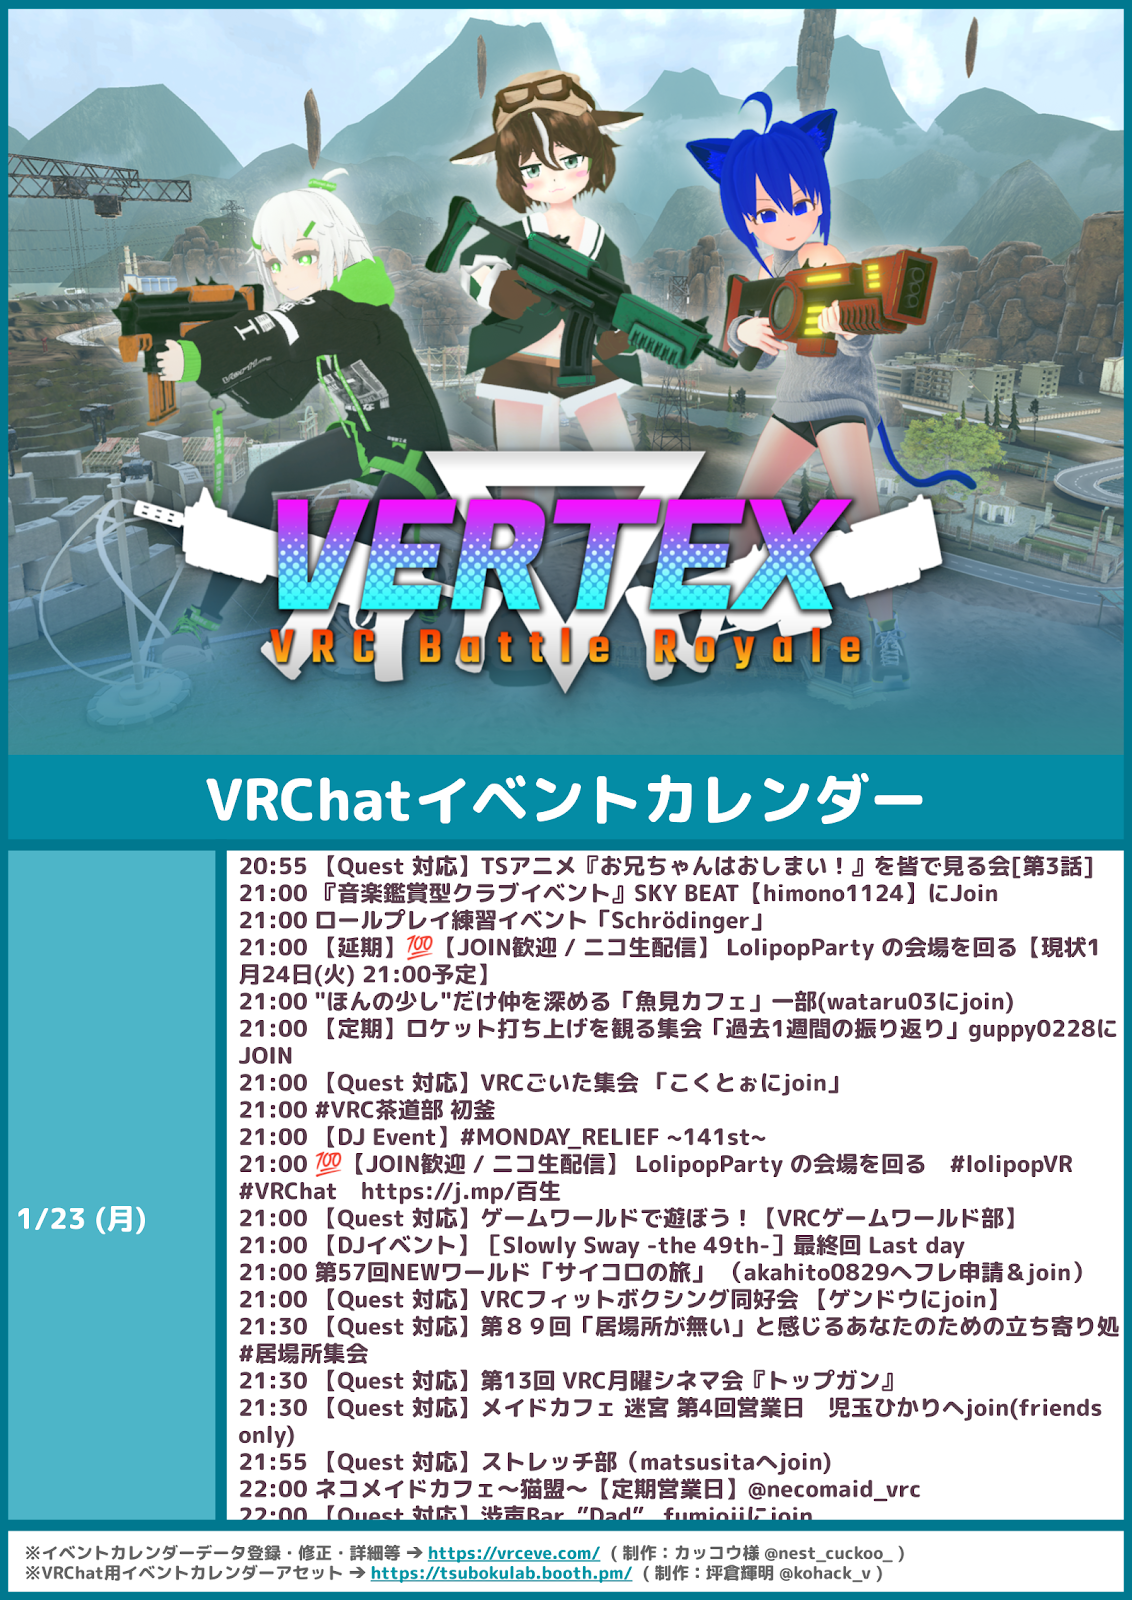 VERTEX
VRC Battle Royale
VRChatイベントカレンダー
1/23 (月)
20:55 【Quest 対応】TSアニメ『お兄ちゃんはおしまい！』を皆で見る会[第3話]
21:00 『音楽鑑賞型クラブイベント』SKY BEAT【himono1124】にJoin
21:00 ロールプレイ練習イベント「Schrödinger」
21:00 【延期】💯【JOIN歓迎 / ニコ生配信】 LolipopParty の会場を回る【現状1
月24日(火) 21:00予定】
21:00 "ほんの少し"だけ仲を深める「魚見カフェ」一部(wataru03にjoin)
21:00 【定期】ロケット打ち上げを観る集会「過去1週間の振り返り」guppy0228に
JOIN
21:00 【Quest 対応】VRCごいた集会 「こくとぉにjoin」
21:00 #VRC茶道部 初釜
21:00 【DJ Event】#MONDAY_RELIEF ~141st~
21:00 💯【JOIN歓迎 / ニコ生配信】 LolipopParty の会場を回る　#lolipopVR
#VRChat　https://j.mp/百生
21:00 【Quest 対応】ゲームワールドで遊ぼう！【VRCゲームワールド部】
21:00 【DJイベント】［Slowly Sway -the 49th-］最終回 Last day
21:00 第57回NEWワールド「サイコロの旅」（akahito0829へフレ申請＆join）
21:00 【Quest 対応】VRCフィットボクシング同好会 【ゲンドウにjoin】
21:30 【Quest 対応】第８９回「居場所が無い」と感じるあなたのための立ち寄り処
#居場所集会
21:30 【Quest 対応】第13回 VRC月曜シネマ会『トップガン』
21:30 【Quest 対応】メイドカフェ 迷宮 第4回営業日　児玉ひかりへjoin(friends
only)
21:55 【Quest 対応】ストレッチ部（matsusitaへjoin)
22:00 ネコメイドカフェ～猫盟～【定期営業日】@necomaid_vrc
22:00 【Quest 対応】渋声Bar "Dad" fumiojiにjoin
※イベントカレンダーデータ登録・修正・詳細等 ➔ https://vrceve.com/ ( 制作：カッコウ様 @nest_cuckoo_ )
※VRChat用イベントカレンダーアセット ➔ https://tsubokulab.booth.pm/ ( 制作：坪倉輝明 @kohack_v )